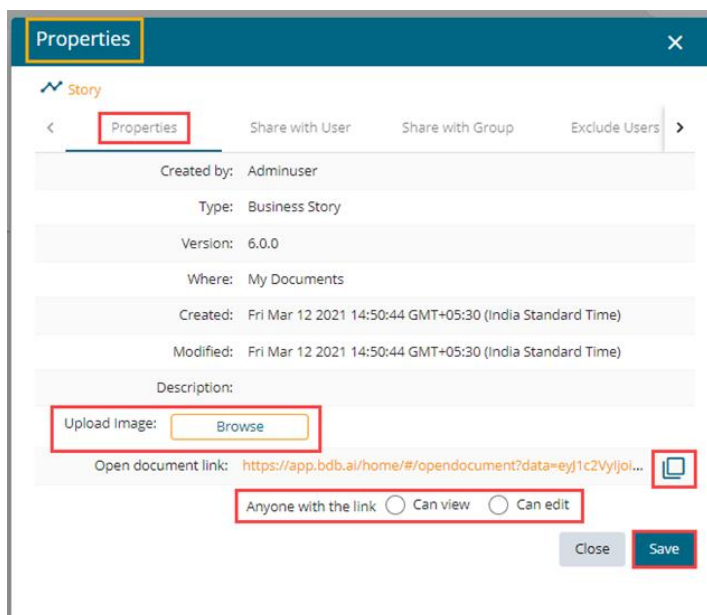 Properties
Story
Properties Share with User Share with Group Exclude Users
Created by: Adminuser
Type: Business Story
Version: 6.0.0
Where: My Documents
Created: Fri Mar 12 2021 14:50:44 GMT+05:30 (India Standard Time)
Modified: Fri Mar 12 2021 14:50:44 GMT+05:30 (India Standard Time)
Description:
Upload Image: Browse
Open document link: https://app.bdb.ai/home/#/opendocument?data=eyJ1c2VyIjoi...
Anyone with the link Can view Can edit
Close Save